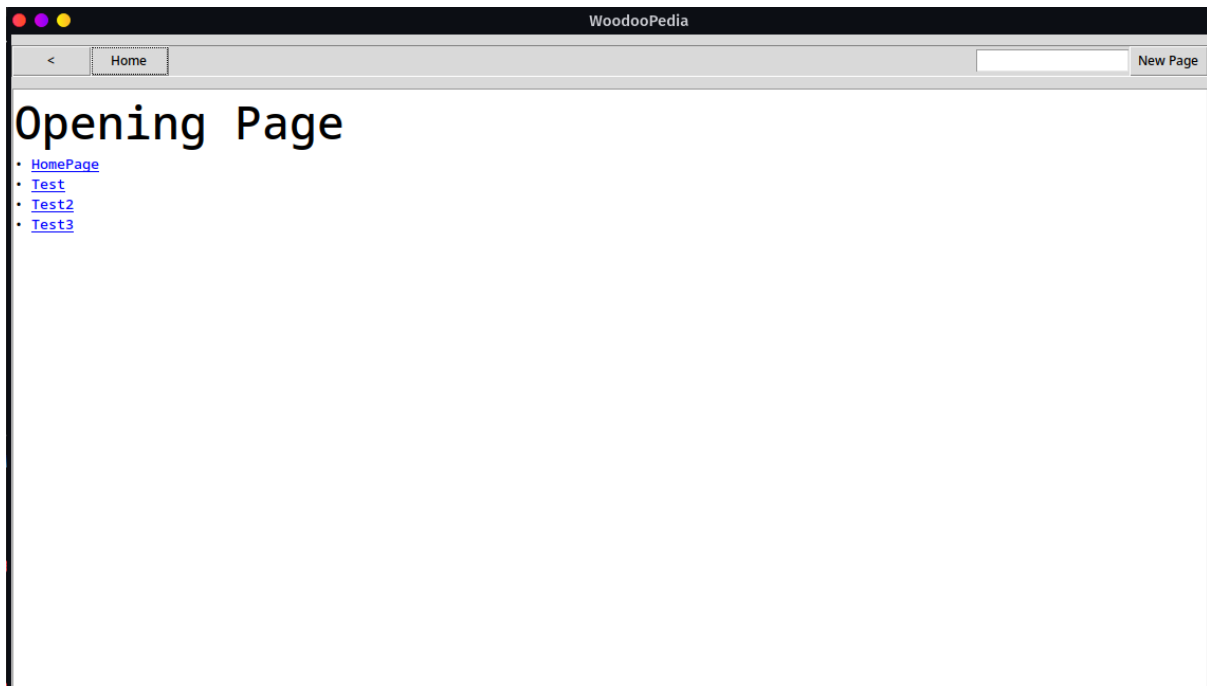 WoodooPedia
< Home New Page
Opening Page
• HomePage
• Test
• Test2
• Test3